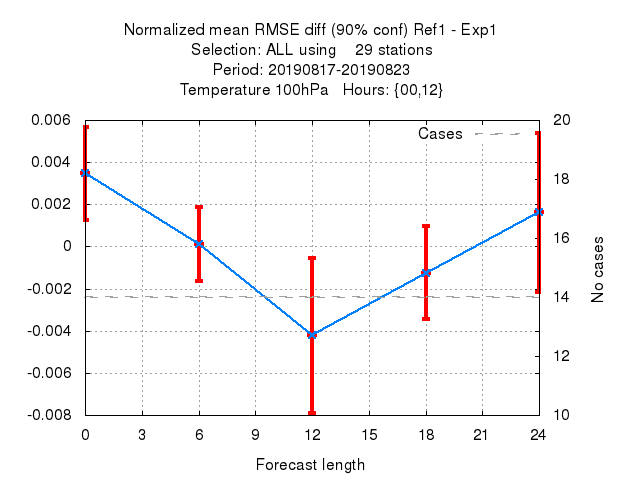 Normalized mean RMSE diff (90% conf) Ref1 - Exp1
Selection: ALL using    29 stations
Period: 20190817-20190823
Temperature 100hPa   Hours: {00,12}
Cases
0.006
0.004
0.002
0
-0.002
-0.004
-0.006
-0.008
20
18
16
14
12
10
No cases
0 3 6 9 12 15 18 21 24
Forecast length